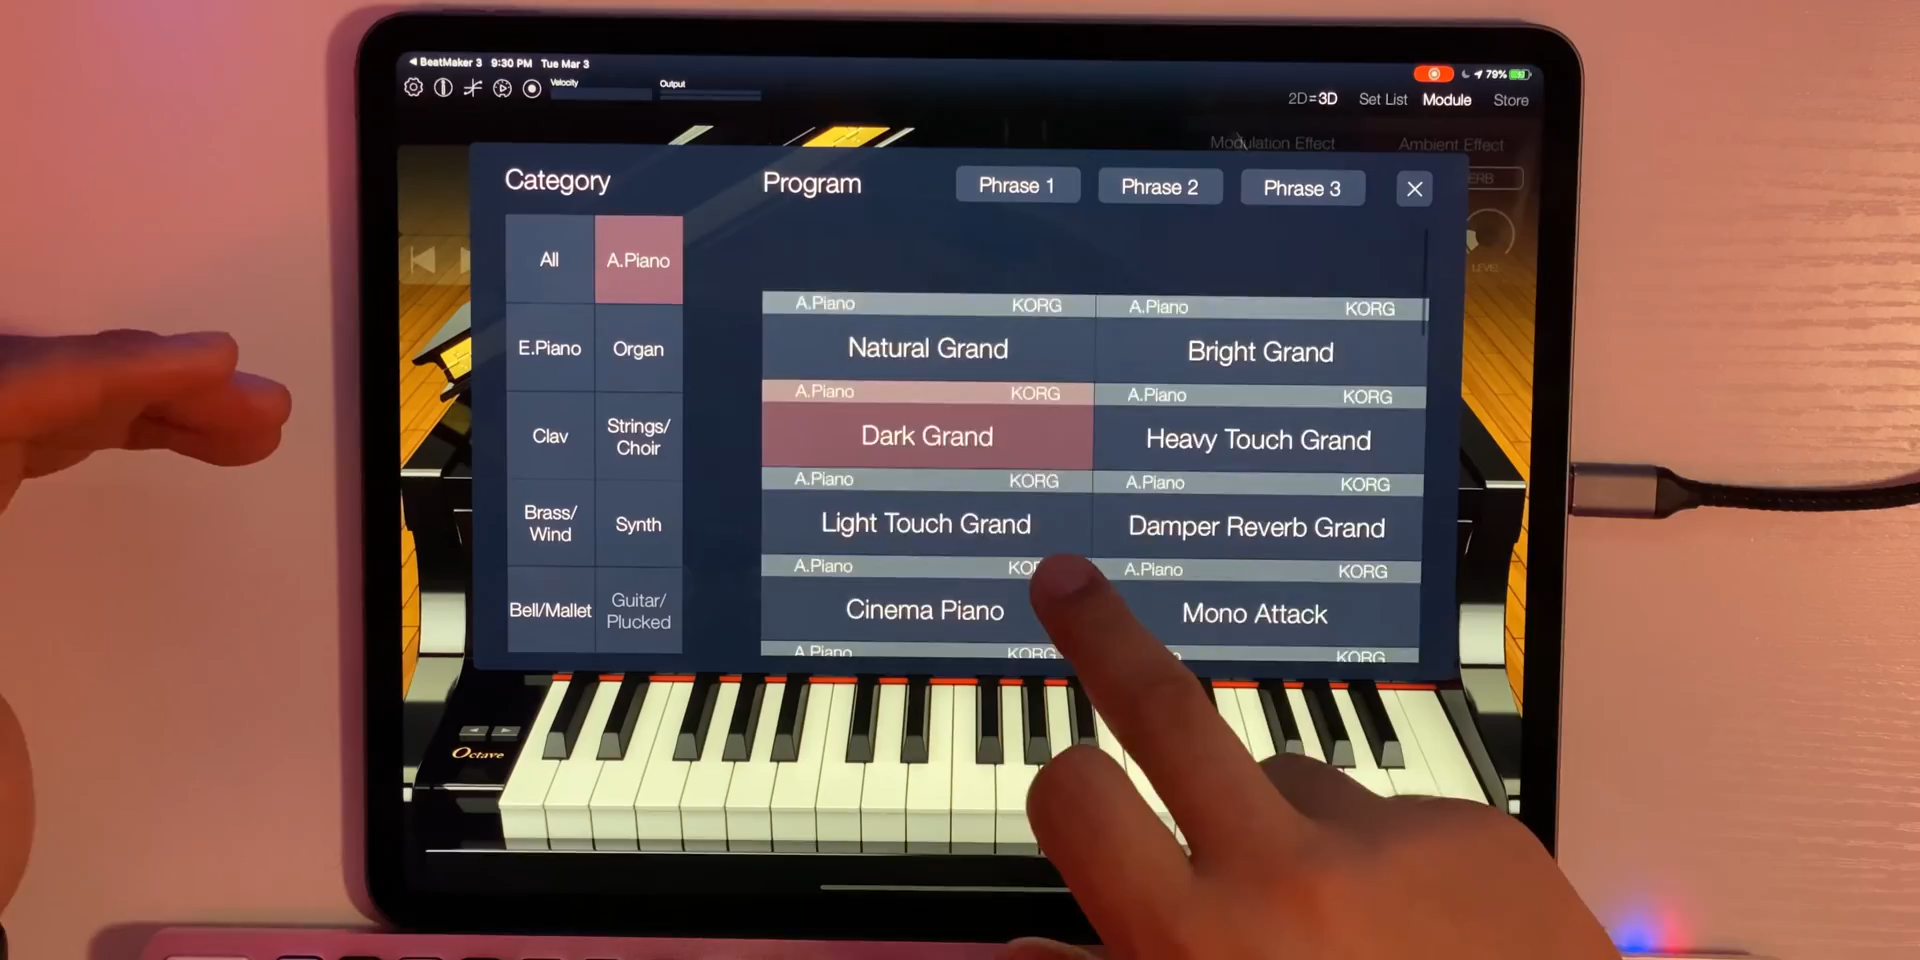 BeatMaker 3 9:30 PM Tue Mar 3
79%
Velocity
Output
2D=3D Set List Module Store
Modulation Effect Ambient Effect
Category
Program
Phrase 1 Phrase 2 Phrase 3
LEVEL
All A.Piano
E.Piano Organ
Clav Strings/
Choir
Brass/
Wind Synth
Bell/Mallet Guitar/
Plucked
A.Piano KORG A.Piano KORG
Natural Grand Bright Grand
A.Piano KORG A.Piano KORG
Dark Grand Heavy Touch Grand
A.Piano KORG A.Piano KORG
Light Touch Grand Damper Reverb Grand
A.Piano A.Piano KORG
Cinema Piano Mono Attack
A.Piano KORG KORG
Octave